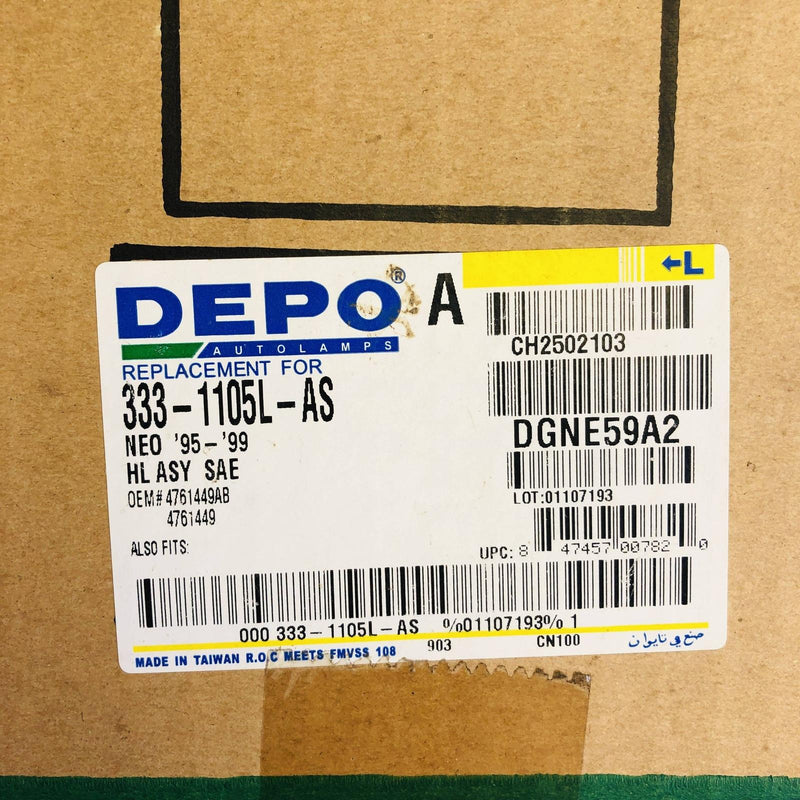 DEPO® A
←L
AUTOLAMPS
REPLACEMENT FOR
333-1105L-AS
NEO '95-'99
HL ASY SAE
OEM# 4761449AB
4761449
ALSO FITS:
CH2502103
DGNE59A2
LOT:01107193
UPC: 8 47457 00782 0
000 333-1105L-AS %01107193% 1
MADE IN TAIWAN R.O.C MEETS FMVSS 108
903
CN100
صنع في تايوان